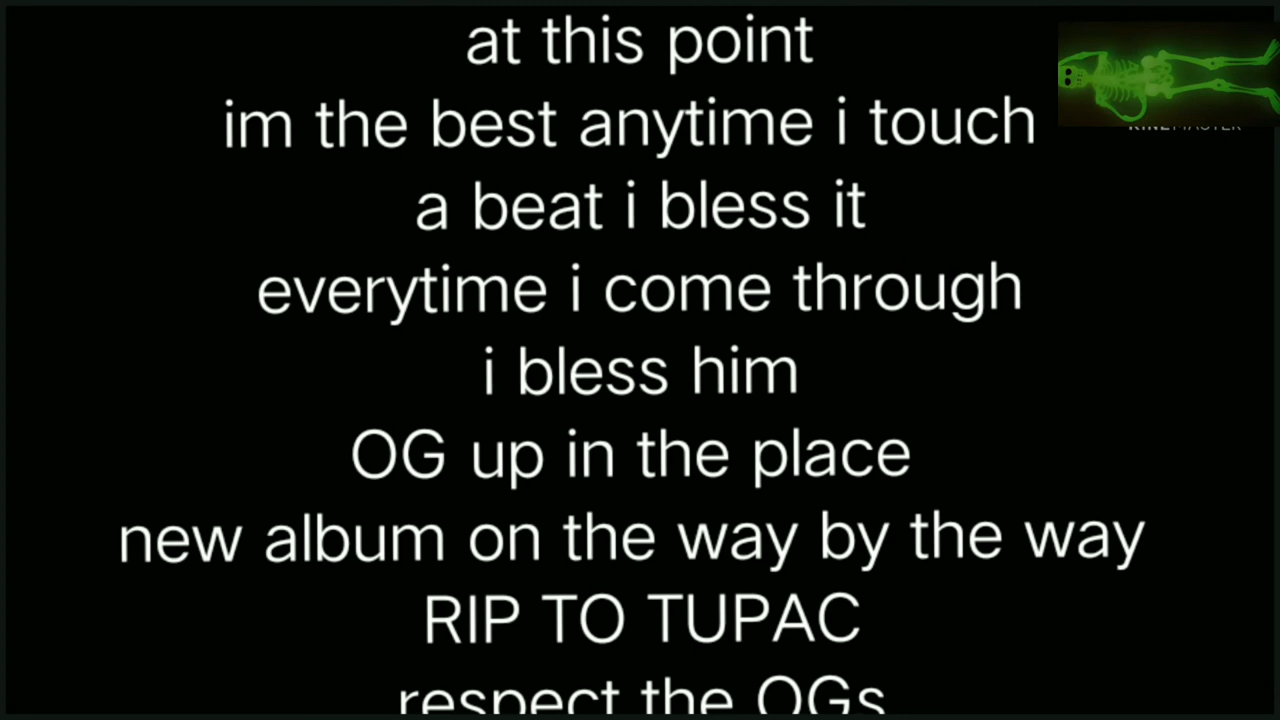 at this point
im the best anytime i touch
a beat i bless it
everytime i come through
i bless him
OG up in the place
new album on the way by the way
RIP TO TUPAC
respect the OGs
KINEMASTER